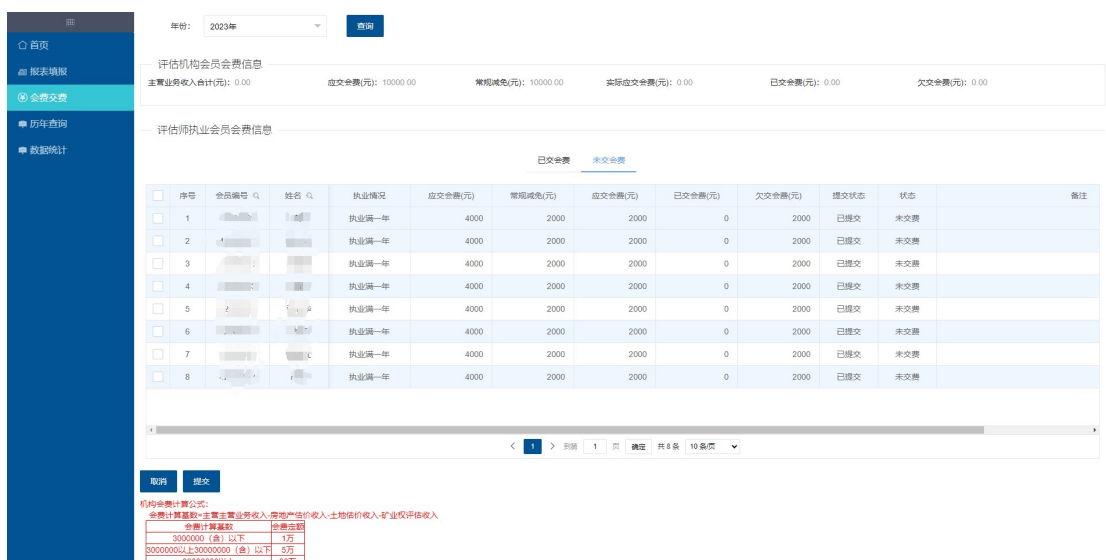 年份： 2023年 查询
首页
报表填报
会费交费
历年查询
数据统计
评估机构会员会费信息
主营业务收入合计(元)：0.00 应交会费(元)：10000.00 常规减免(元)：10000.00 实际应交会费(元)：0.00 已交会费(元)：0.00 欠交会费(元)：0.00
评估师执业会员会费信息
已交会费 未交会费
序号 会员编号 姓名 执业情况 应交会费(元) 常规减免(元) 应交会费(元) 已交会费(元) 欠交会费(元) 提交状态 状态 备注
1 执业满一年 4000 2000 2000 0 2000 已提交 未交费
2 执业满一年 4000 2000 2000 0 2000 已提交 未交费
3 执业满一年 4000 2000 2000 0 2000 已提交 未交费
4 执业满一年 4000 2000 2000 0 2000 已提交 未交费
5 执业满一年 4000 2000 2000 0 2000 已提交 未交费
6 执业满一年 4000 2000 2000 0 2000 已提交 未交费
7 执业满一年 4000 2000 2000 0 2000 已提交 未交费
8 执业满一年 4000 2000 2000 0 2000 已提交 未交费
1 到第 1 页 确定 共 8 条 10 条/页
取消 提交
机构会费计算公式：
会费计算基数=主营主营业务收入-房地产估价收入-土地估价收入-矿业权评估收入
会费计算基数 会费定额
3000000（含）以下 1万
3000000以上30000000（含）以下 5万